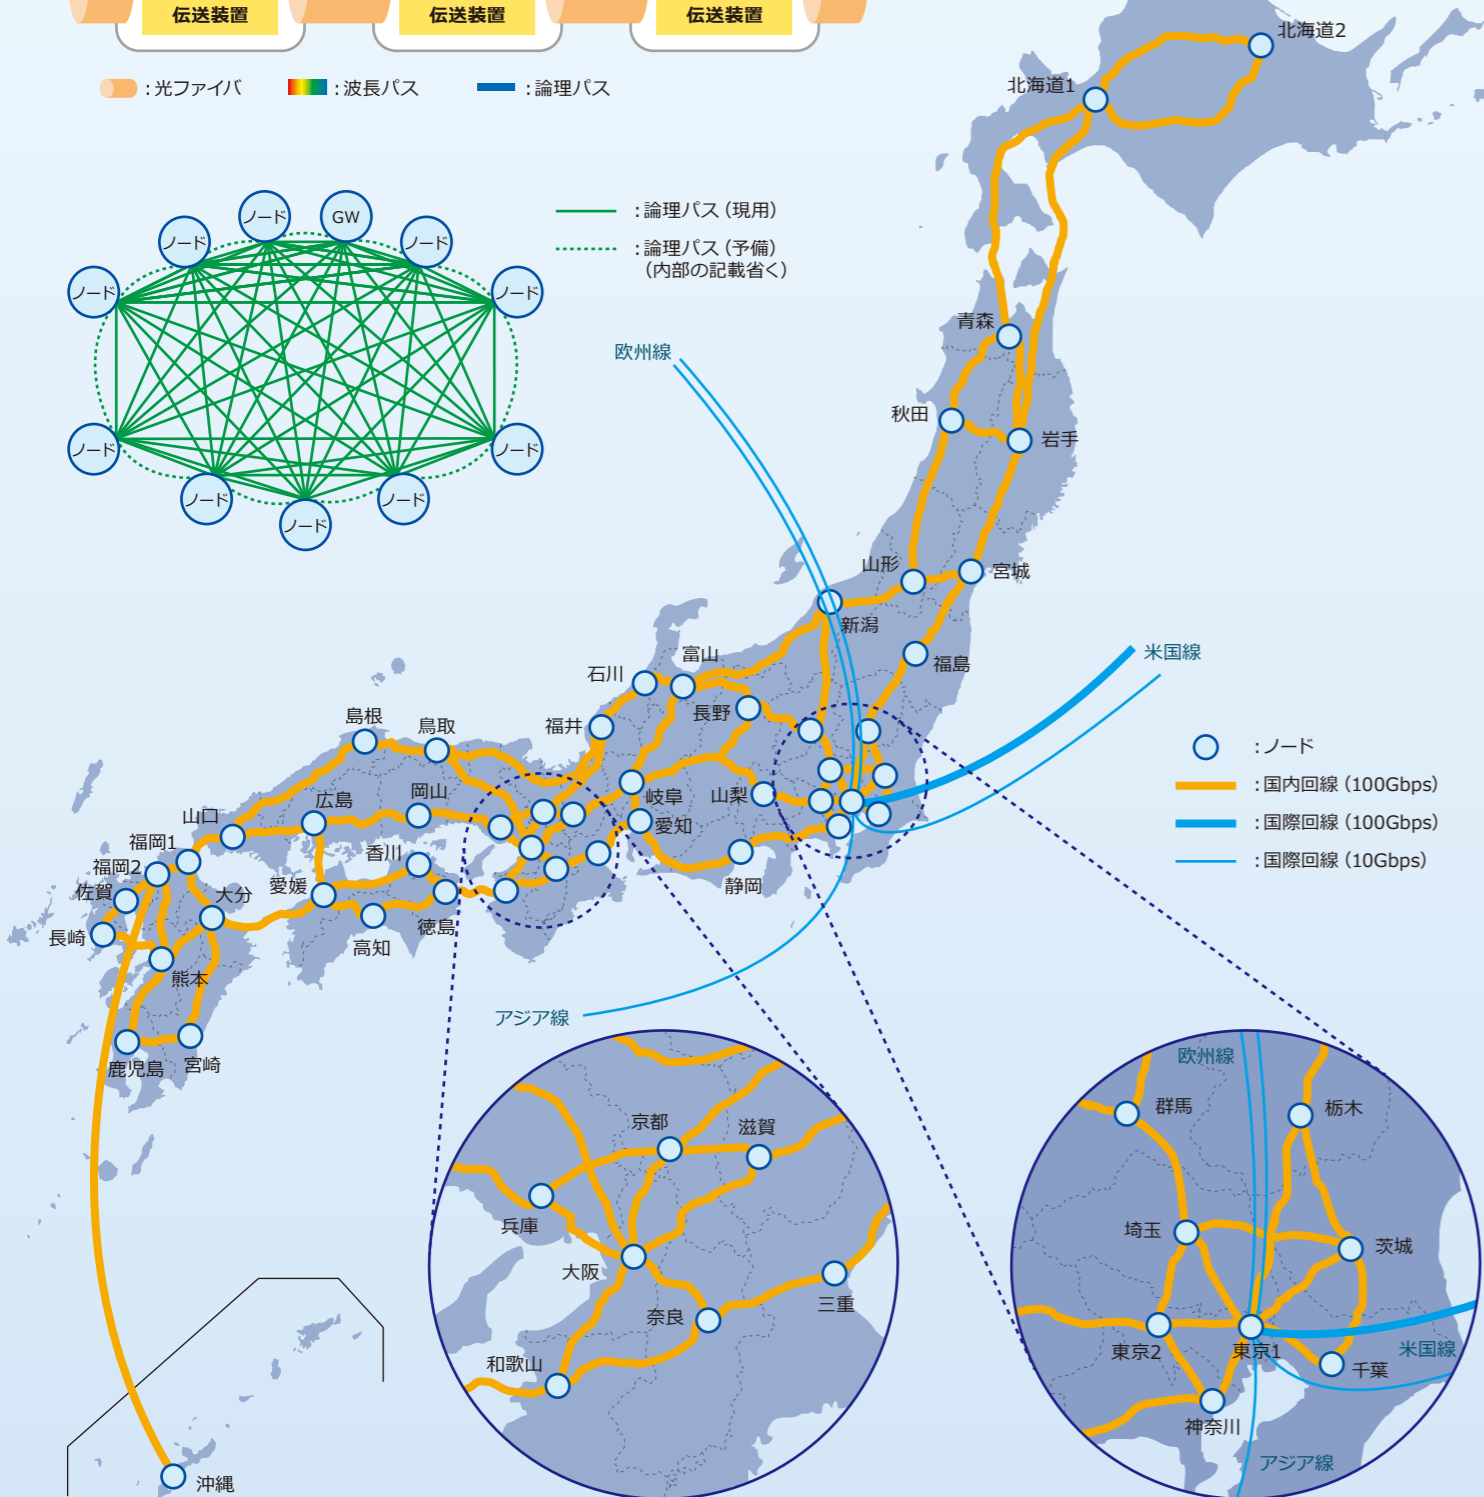 伝送装置
伝送装置
伝送装置
：光ファイバ
：波長パス
：論理パス
ノード
GW
ノード
ノード
ノード
ノード
ノード
ノード
ノード
ノード
ノード
：論理パス（現用）
：論理パス（予備）
（内部の記載省く）
北海道2
北海道1
青森
秋田
岩手
山形
宮城
新潟
福島
欧州線
米国線
富山
石川
長野
福井
島根
鳥取
岡山
広島
山口
岐阜
山梨
愛知
静岡
福岡1
福岡2
佐賀
大分
愛媛
香川
徳島
高知
長崎
熊本
鹿児島
宮崎
アジア線
沖縄
：ノード
：国内回線（100Gbps）
：国際回線（100Gbps）
：国際回線（10Gbps）
京都
滋賀
兵庫
大阪
奈良
三重
和歌山
欧州線
群馬
栃木
埼玉
茨城
東京2
東京1
米国線
千葉
神奈川
アジア線